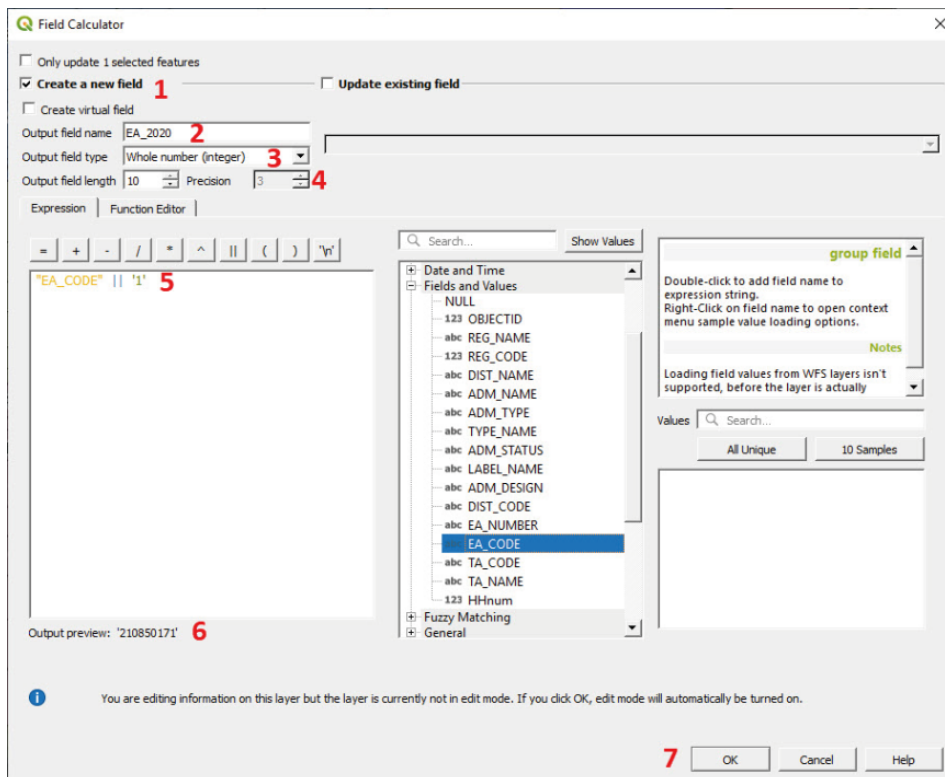 Field Calculator
Only update 1 selected features
Create a new field 1 Update existing field
Create virtual field
Output field name EA_2020 2
Output field type Whole number (integer) 3
Output field length 10 Precision 3 4
Expression Function Editor
= + - / * ^ || ( ) '\n'
"EA_CODE" || '1' 5
Output preview: '210850171' 6
Search... Show Values
Date and Time
Fields and Values
NULL
123 OBJECTID
abc REG_NAME
123 REG_CODE
abc DIST_NAME
abc ADM_NAME
abc ADM_TYPE
abc TYPE_NAME
abc ADM_STATUS
abc LABEL_NAME
abc ADM_DESIGN
abc DIST_CODE
abc EA_NUMBER
EA_CODE
abc TA_CODE
abc TA_NAME
123 HHnum
Fuzzy Matching
General
group field
Double-click to add field name to
expression string.
Right-Click on field name to open context
menu sample value loading options.
Notes
Loading field values from WFS layers isn't
supported, before the layer is actually
Values Search...
All Unique 10 Samples
You are editing information on this layer but the layer is currently not in edit mode. If you click OK, edit mode will automatically be turned on.
7 OK Cancel Help